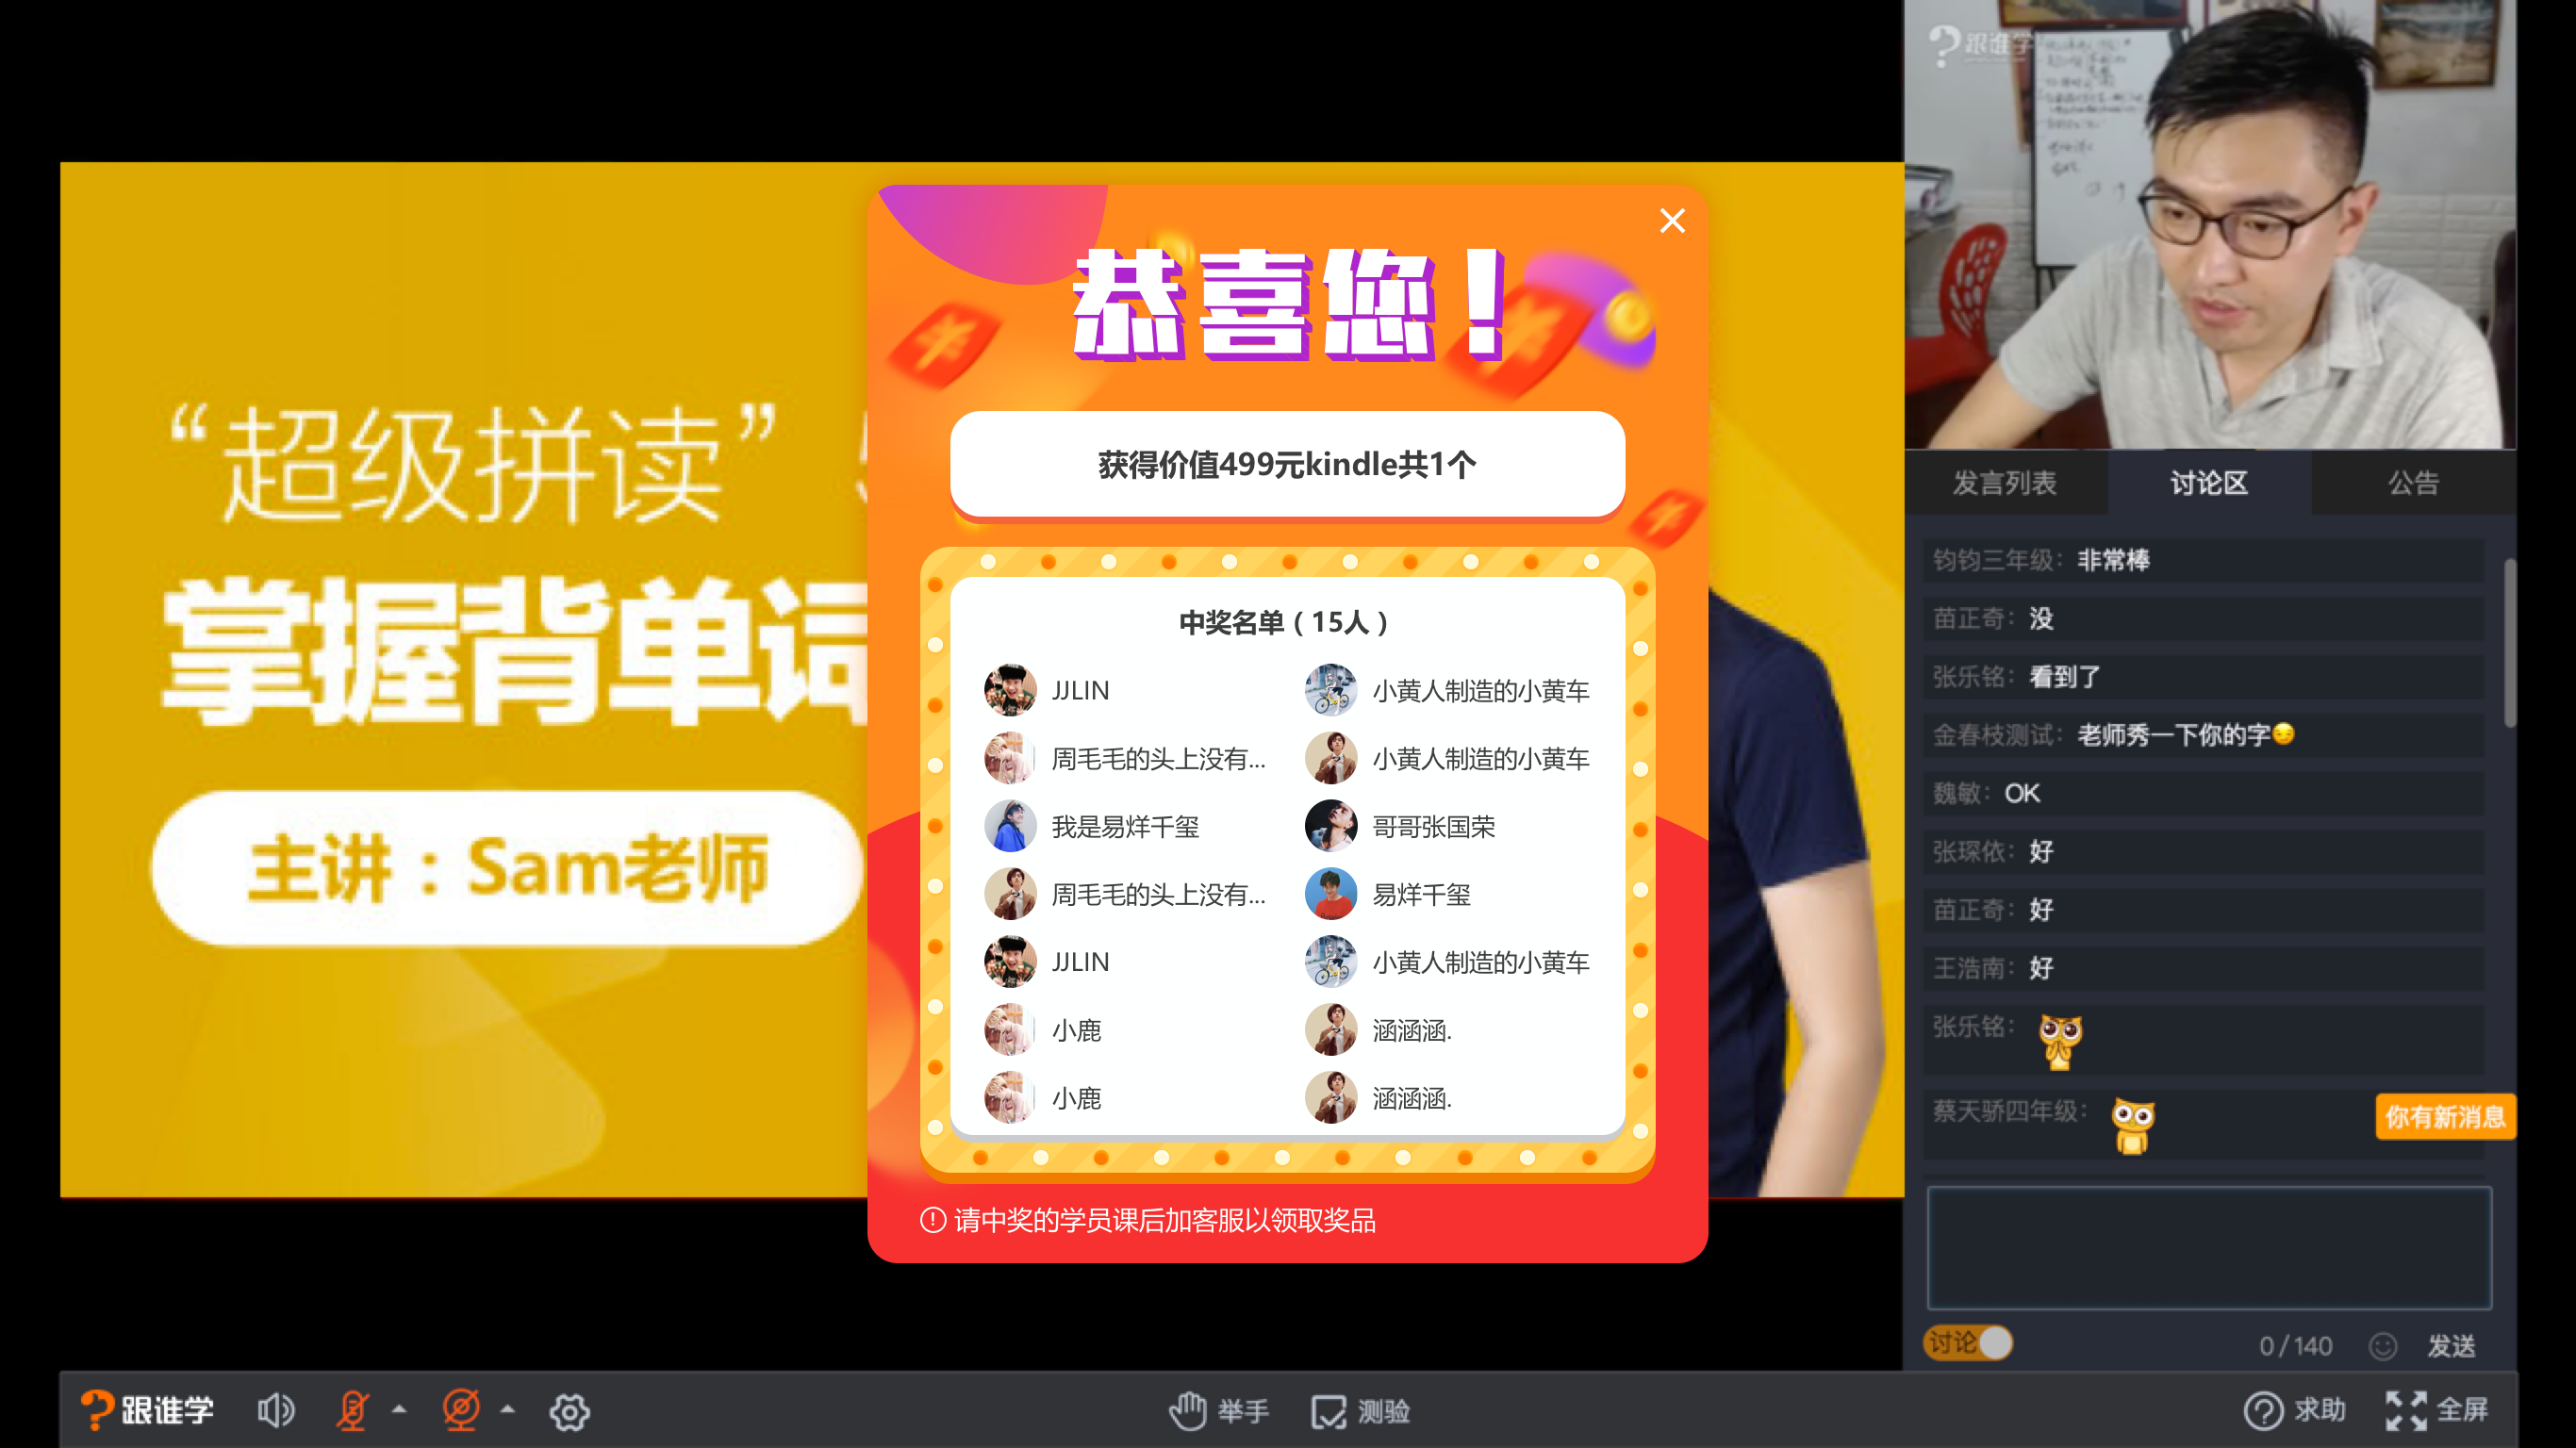 “超级拼读”
掌握背单词
主讲：Sam老师
恭喜您！
获得价值499元kindle共1个
中奖名单（15人）
JJLIN
小黄人制造的小黄车
周毛毛的头上没有...
小黄人制造的小黄车
我是易烊千玺
哥哥张国荣
周毛毛的头上没有...
易烊千玺
JJLIN
小黄人制造的小黄车
小鹿
涵涵涵.
小鹿
涵涵涵.
请中奖的学员课后加客服以领取奖品
跟谁学
发言列表 讨论区 公告
钧钧三年级：非常棒
苗正奇：没
张乐铭：看到了
金春枝测试：老师秀一下你的字😏
魏敏：OK
张琛依：好
苗正奇：好
王浩南：好
张乐铭：
蔡天骄四年级：
你有新消息
讨论
0/140
发送
跟谁学
举手
测验
求助
全屏